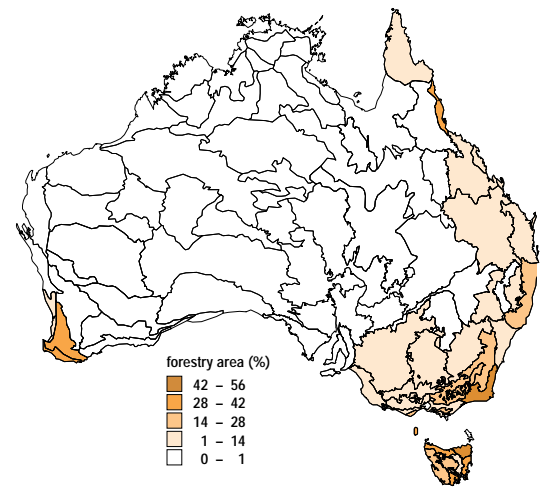 forestry area (%)
42 – 56
28 – 42
14 – 28
1 – 14
0 – 1